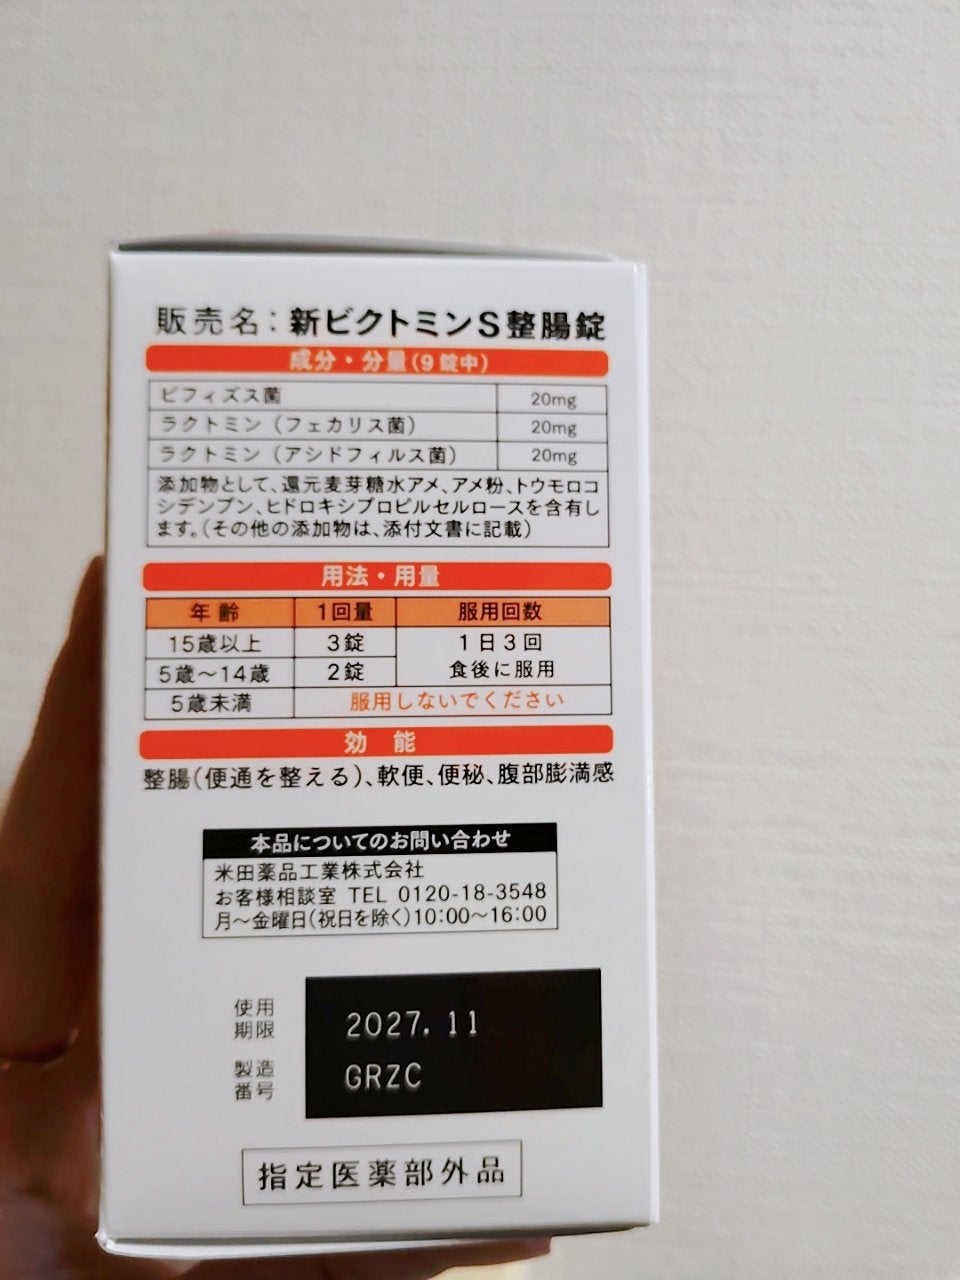 販売名：新ビクトミンS整腸錠
成分・分量（9錠中）
ビフィズス菌 20mg
ラクトミン（フェカリス菌） 20mg
ラクトミン（アシドフィルス菌） 20mg
添加物として、還元麦芽糖水アメ、アメ粉、トウモロコ
シデンプン、ヒドロキシプロピルセルロースを含有し
ます。（その他の添加物は、添付文書に記載）
用法・用量
年齢 1回量 服用回数
15歳以上 3錠 1日3回
5歳～14歳 2錠 食後に服用
5歳未満 服用しないでください
効能
整腸（便通を整える）、軟便、便秘、腹部膨満感
本品についてのお問い合わせ
米田薬品工業株式会社
お客様相談室 TEL 0120-18-3548
月～金曜日（祝日を除く）10:00～16:00
使用
期限
2027.11
製造
番号
GRZC
指定医薬部外品